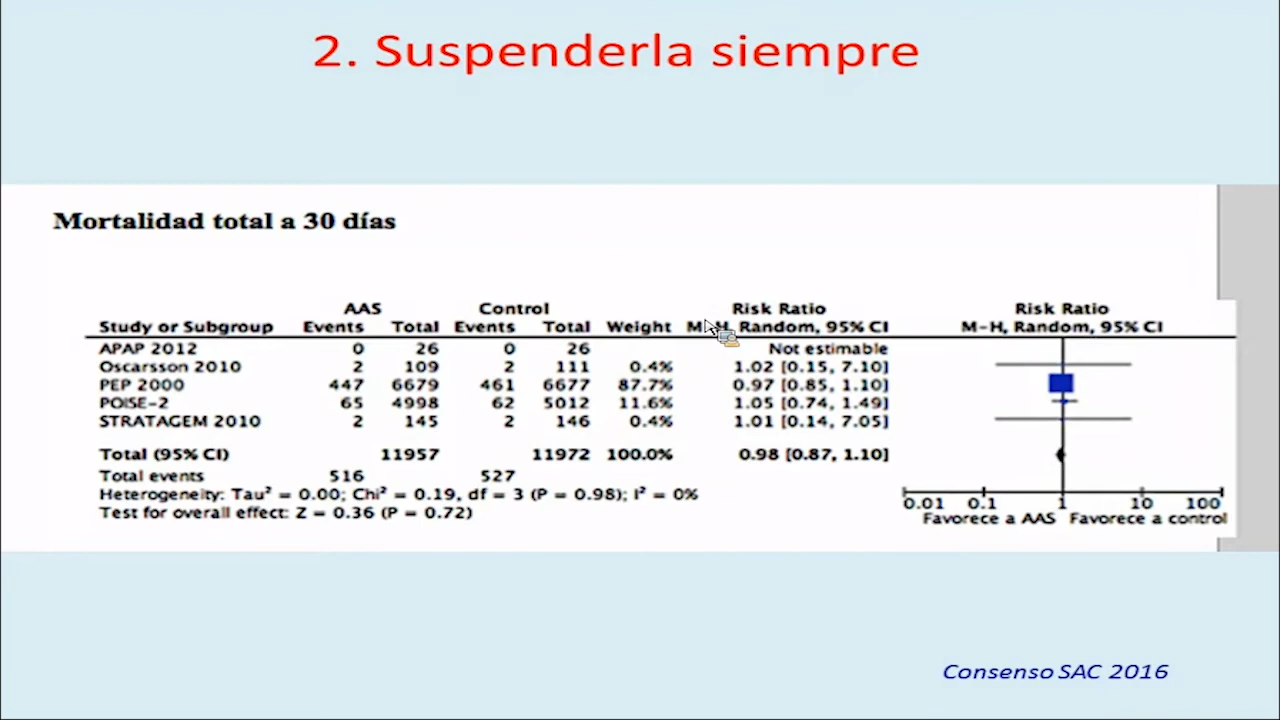 2. Suspenderla siempre
Mortalidad total a 30 días
AAS Control Risk Ratio Risk Ratio
Study or Subgroup Events Total Events Total Weight M-H, Random, 95% CI M-H, Random, 95% CI
APAP 2012 0 26 0 26 Not estimable
Oscarsson 2010 2 109 2 111 0.4% 1.02 [0.15, 7.10]
PEP 2000 447 6679 461 6677 87.7% 0.97 [0.85, 1.10]
POISE-2 65 4998 62 5012 11.6% 1.05 [0.74, 1.49]
STRATAGEM 2010 2 145 2 146 0.4% 1.01 [0.14, 7.05]
Total (95% CI) 11957 11972 100.0% 0.98 [0.87, 1.10]
Total events 516 527
Heterogeneity: Tau² = 0.00; Chi² = 0.19, df = 3 (P = 0.98); I² = 0%
Test for overall effect: Z = 0.36 (P = 0.72)
0.01 0.1 1 10 100
Favorece a AAS Favorece a control
Consenso SAC 2016